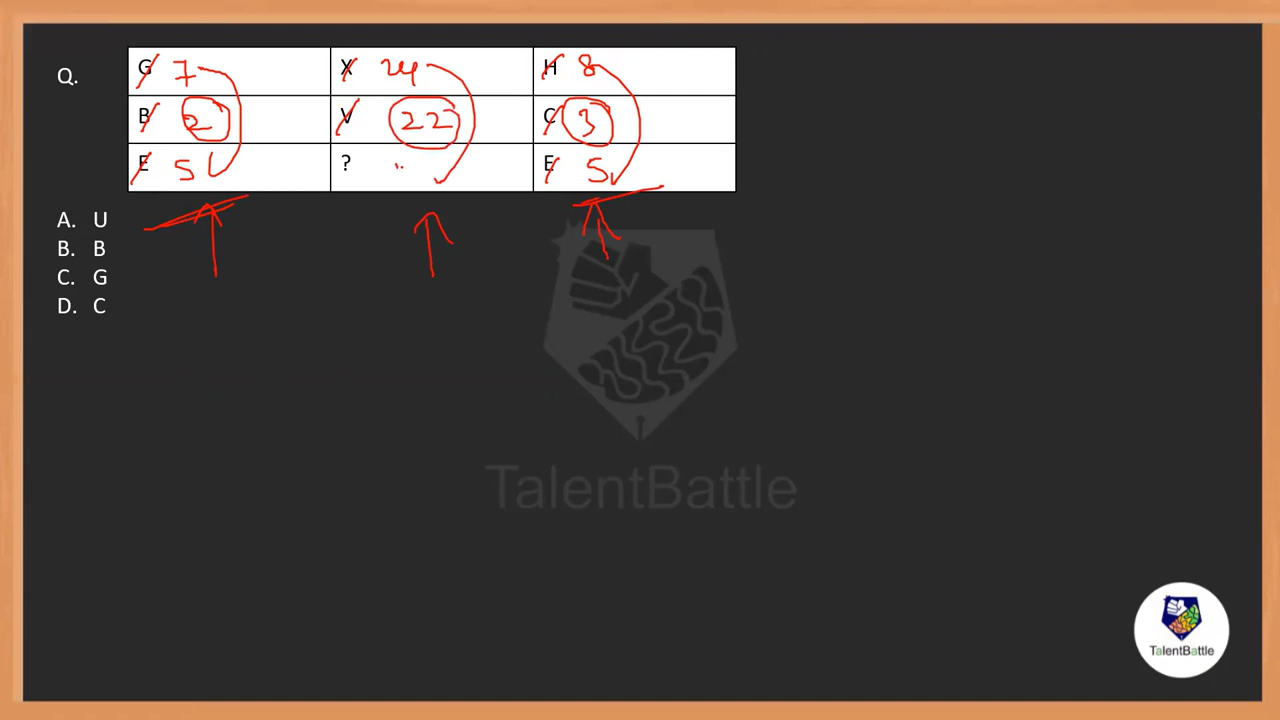 Q.
G 7 X 24 H 8
B 2 V 22 C 3
E 5 ? E 5
A. U
B. B
C. G
D. C
TalentBattle
TalentBattle